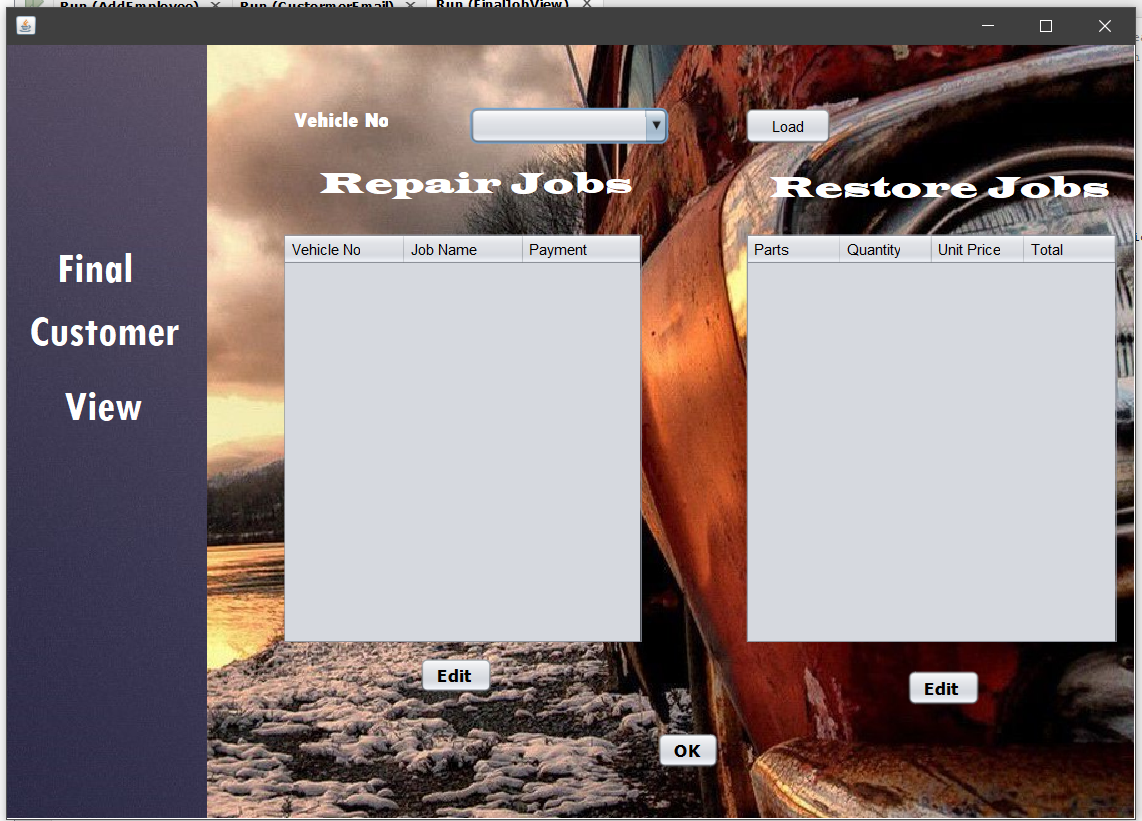 Run (AddEmployee) Run (CustormerEmail) Run (FinalJobView)
Vehicle No
Load
Repair Jobs
Restore Jobs
Final
Customer
View
Vehicle No Job Name Payment
Parts Quantity Unit Price Total
Edit
Edit
OK